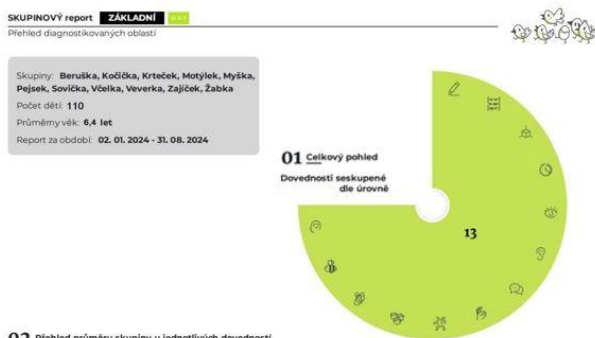 SKUPINOVÝ report ZÁKLADNÍ
Přehled diagnostikovaných oblastí
Skupiny: Beruška, Kočička, Krteček, Motýlek, Myška,
Pejsek, Sovička, Včelka, Veverka, Zajíček, Žabka
Počet dětí: 110
Průměrný věk: 6,4 let
Report za období: 02. 01. 2024 - 31. 08. 2024
01 Celkový pohled
Dovednosti seskupené
dle úrovně
13
02 Přehled průměru skupiny v jednotlivých dovedností